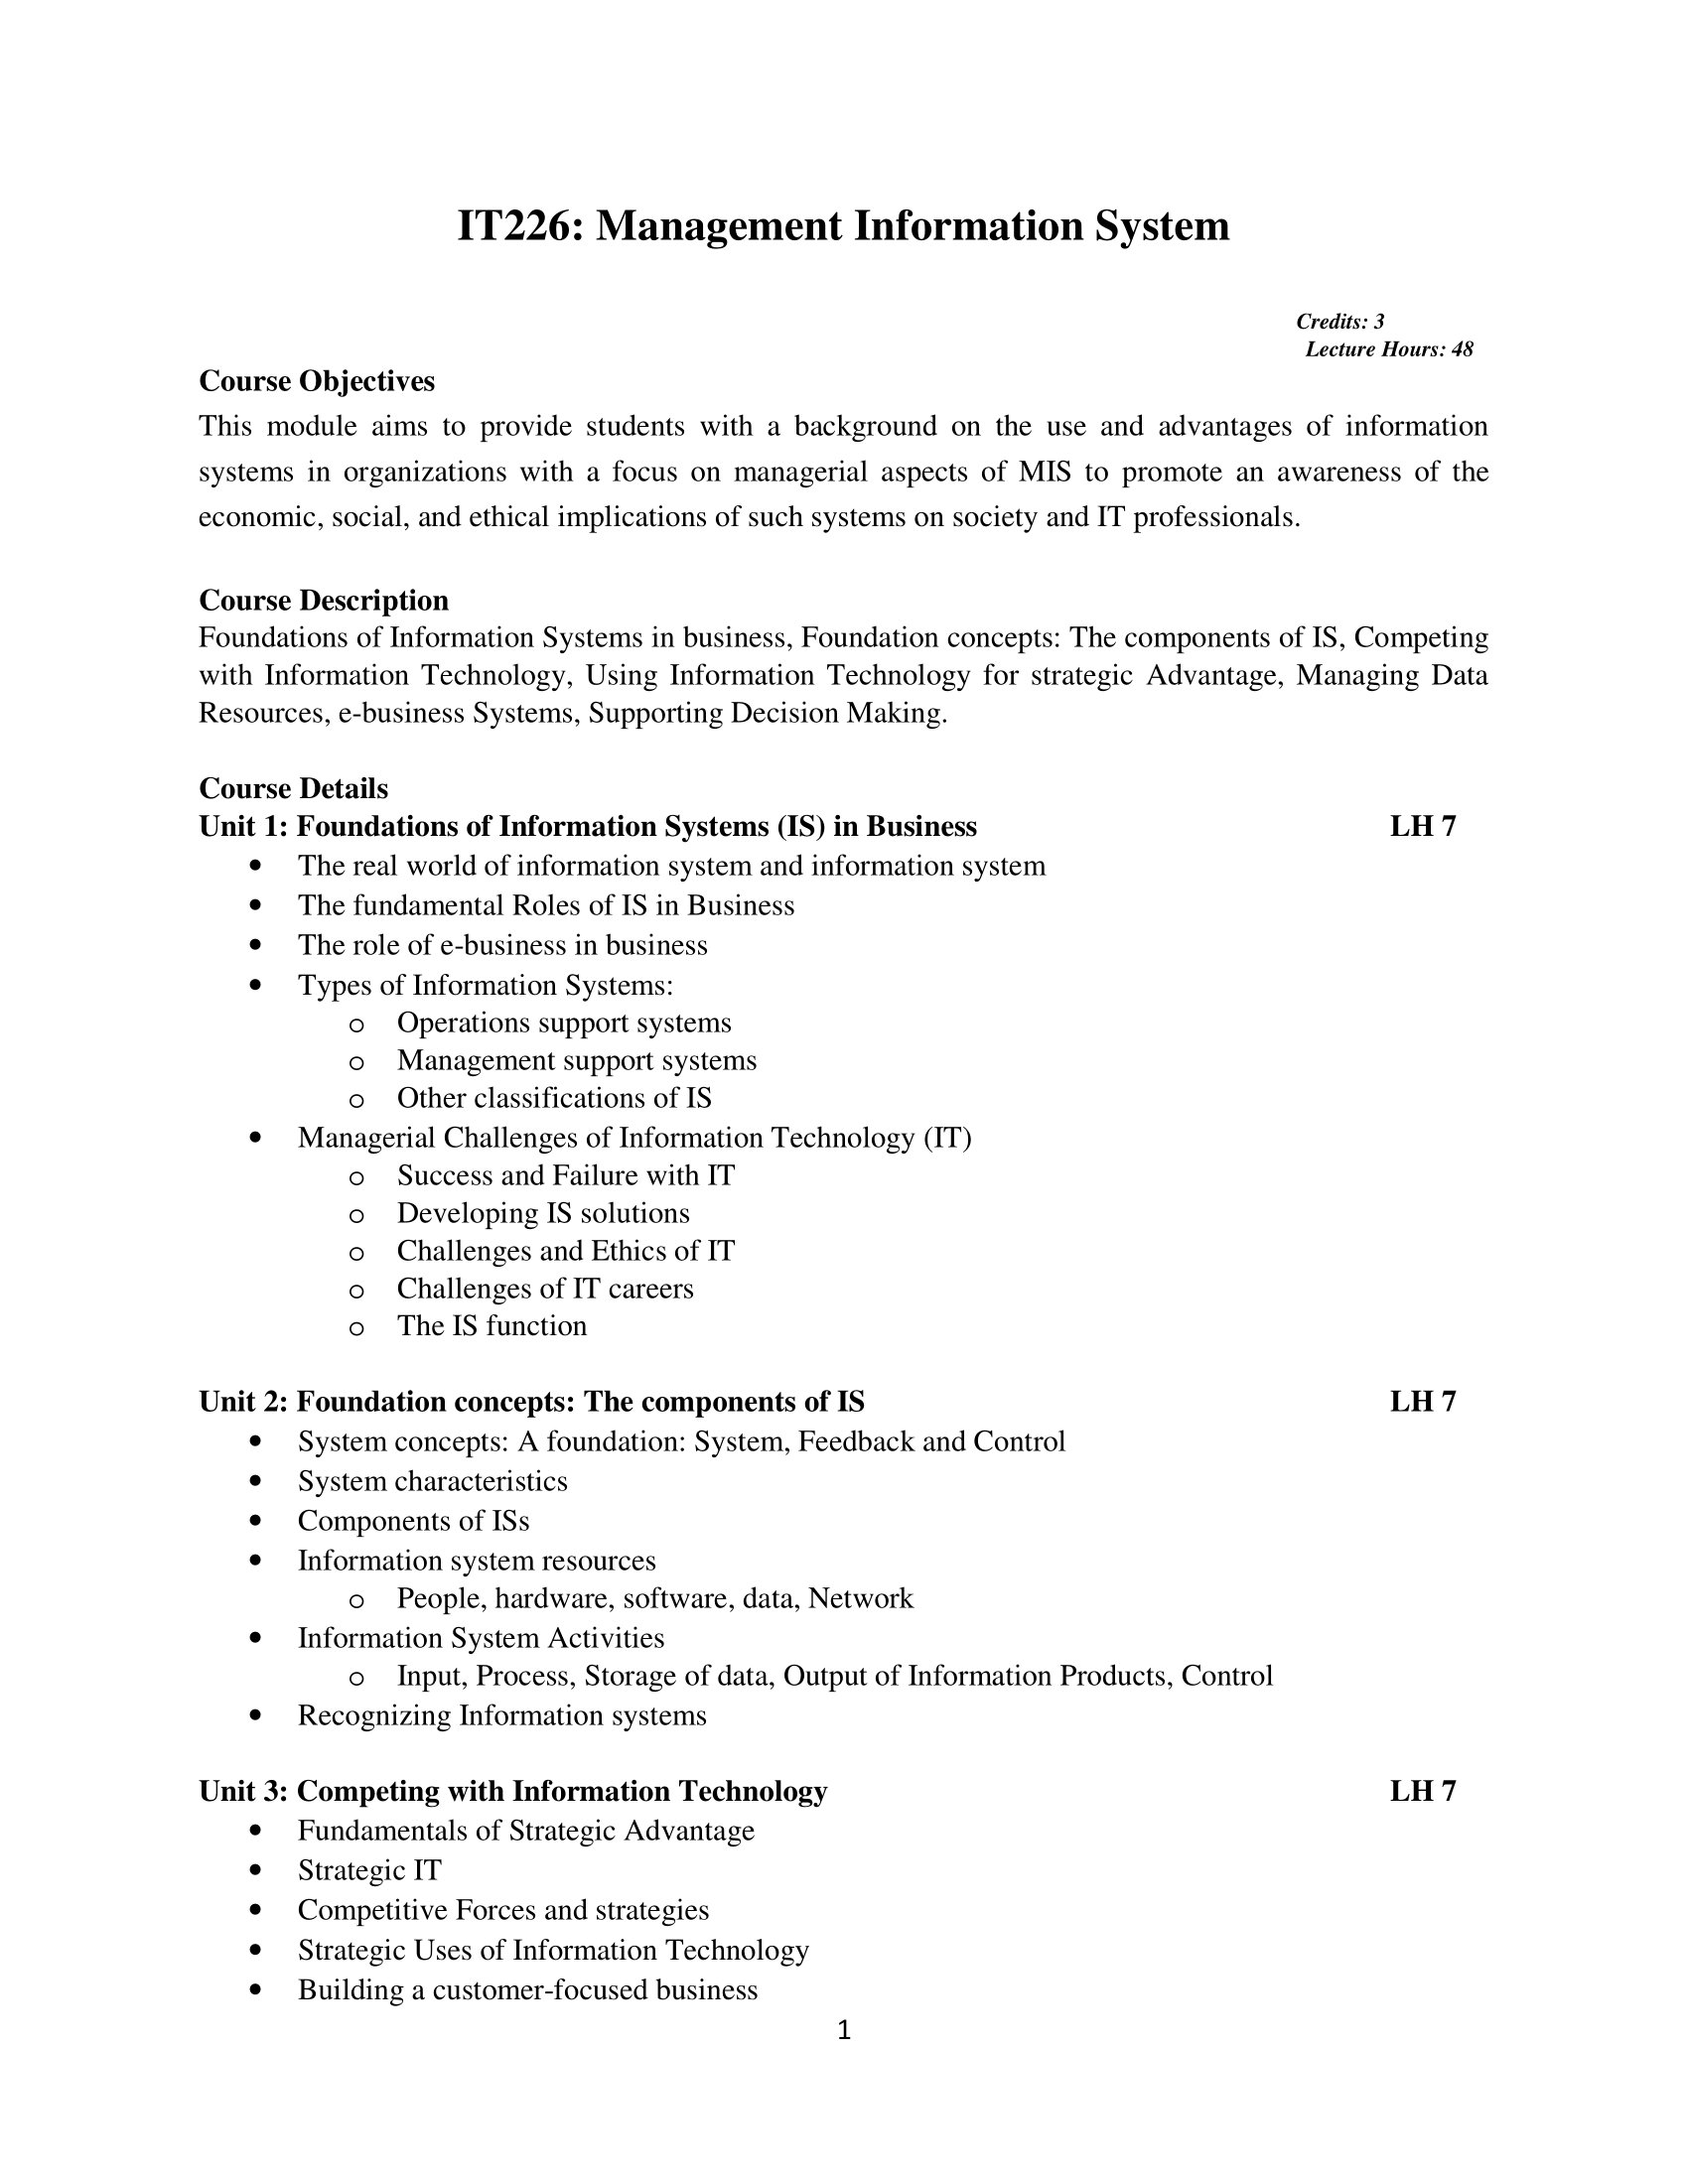 IT226: Management Information System
Credits: 3
Lecture Hours: 48
Course Objectives
This module aims to provide students with a background on the use and advantages of information
systems in organizations with a focus on managerial aspects of MIS to promote an awareness of the
economic, social, and ethical implications of such systems on society and IT professionals.
Course Description
Foundations of Information Systems in business, Foundation concepts: The components of IS, Competing
with Information Technology, Using Information Technology for strategic Advantage, Managing Data
Resources, e-business Systems, Supporting Decision Making.
Course Details
Unit 1: Foundations of Information Systems (IS) in Business LH 7
• The real world of information system and information system
• The fundamental Roles of IS in Business
• The role of e-business in business
• Types of Information Systems:
o Operations support systems
o Management support systems
o Other classifications of IS
• Managerial Challenges of Information Technology (IT)
o Success and Failure with IT
o Developing IS solutions
o Challenges and Ethics of IT
o Challenges of IT careers
o The IS function
Unit 2: Foundation concepts: The components of IS LH 7
• System concepts: A foundation: System, Feedback and Control
• System characteristics
• Components of ISs
• Information system resources
o People, hardware, software, data, Network
• Information System Activities
o Input, Process, Storage of data, Output of Information Products, Control
• Recognizing Information systems
Unit 3: Competing with Information Technology LH 7
• Fundamentals of Strategic Advantage
• Strategic IT
• Competitive Forces and strategies
• Strategic Uses of Information Technology
• Building a customer-focused business
1